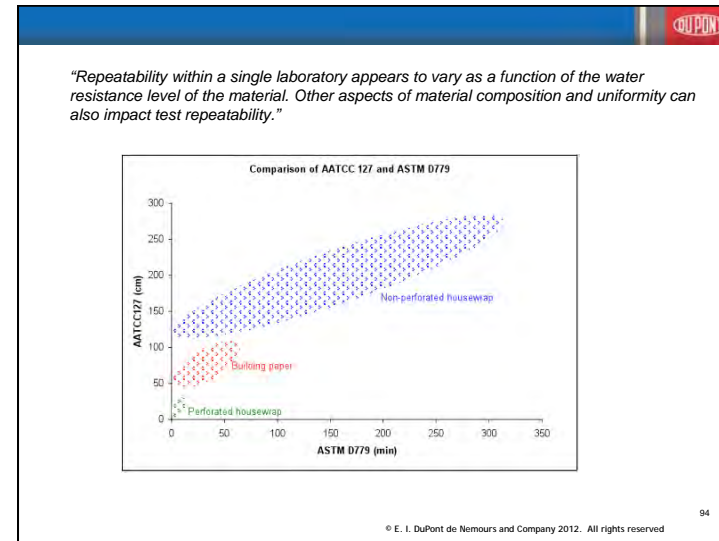 DUPONT
“Repeatability within a single laboratory appears to vary as a function of the water
resistance level of the material. Other aspects of material composition and uniformity can
also impact test repeatability.”
Comparison of AATCC 127 and ASTM D779
300
250
200
150
100
50
0
AATCC127 (cm)
Non-perforated housewrap
Building paper
Perforated housewrap
0 50 100 150 200 250 300 350
ASTM D779 (min)
94
© E. I. DuPont de Nemours and Company 2012. All rights reserved